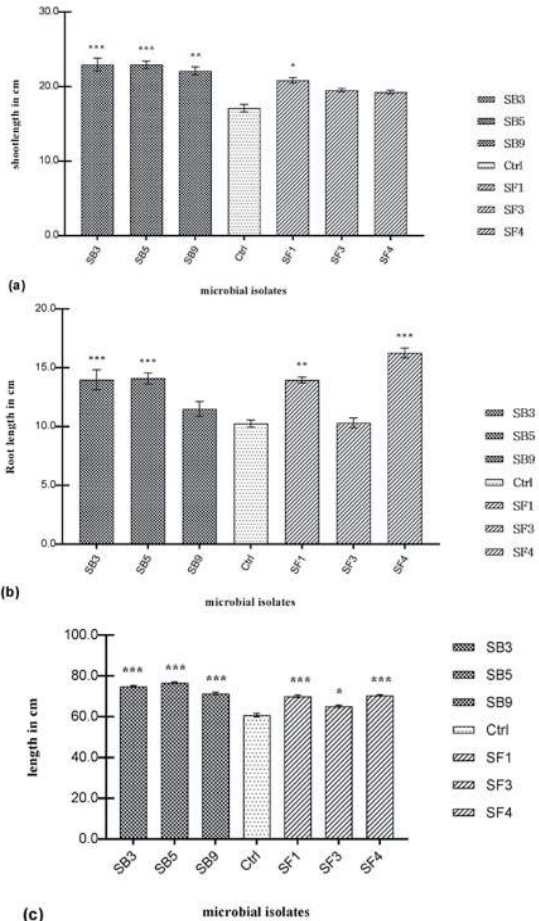 30.0
20.0
10.0
0.0
shootlength in cm
*** *** ** *
SB3 SB5 SB9 Ctrl SF1 SF3 SF4
microbial isolates
SB3
SB5
SB9
Ctrl
SF1
SF3
SF4
(a)
20.0
15.0
10.0
5.0
0.0
Root length in cm
*** *** ** ***
SB3 SB5 SB9 Ctrl SF1 SF3 SF4
microbial isolates
SB3
SB5
SB9
Ctrl
SF1
SF3
SF4
(b)
100.0
80.0
60.0
40.0
20.0
0.0
length in cm
*** *** *** *** * ***
SB3 SB5 SB9 Ctrl SF1 SF3 SF4
microbial isolates
SB3
SB5
SB9
Ctrl
SF1
SF3
SF4
(c)